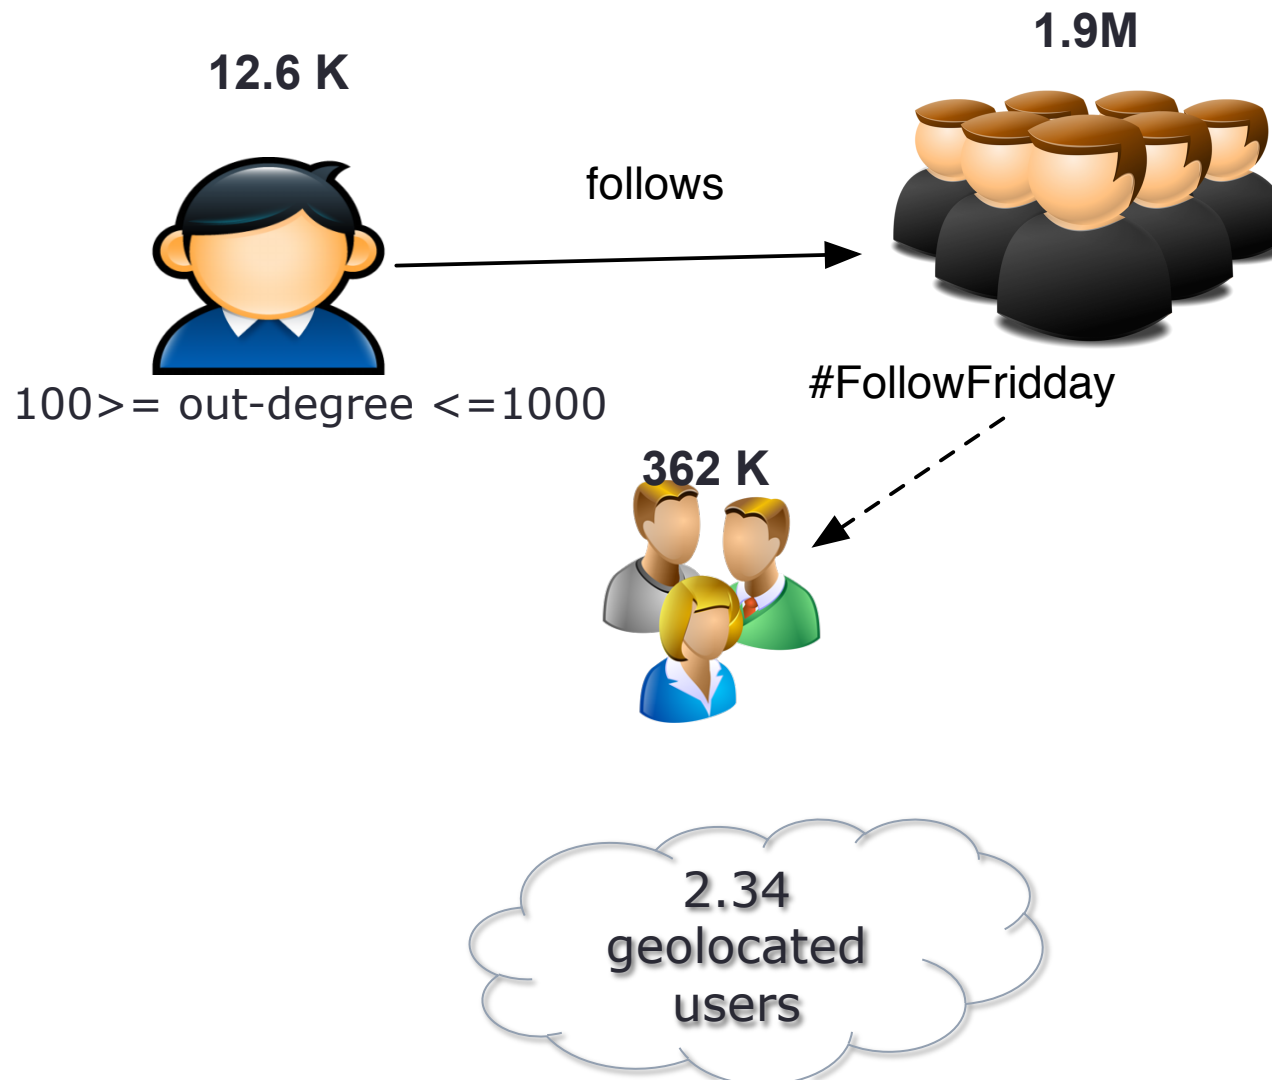 12.6 K
1.9M
follows
100>= out-degree <=1000
#FollowFridday
362 K
2.34
geolocated
users